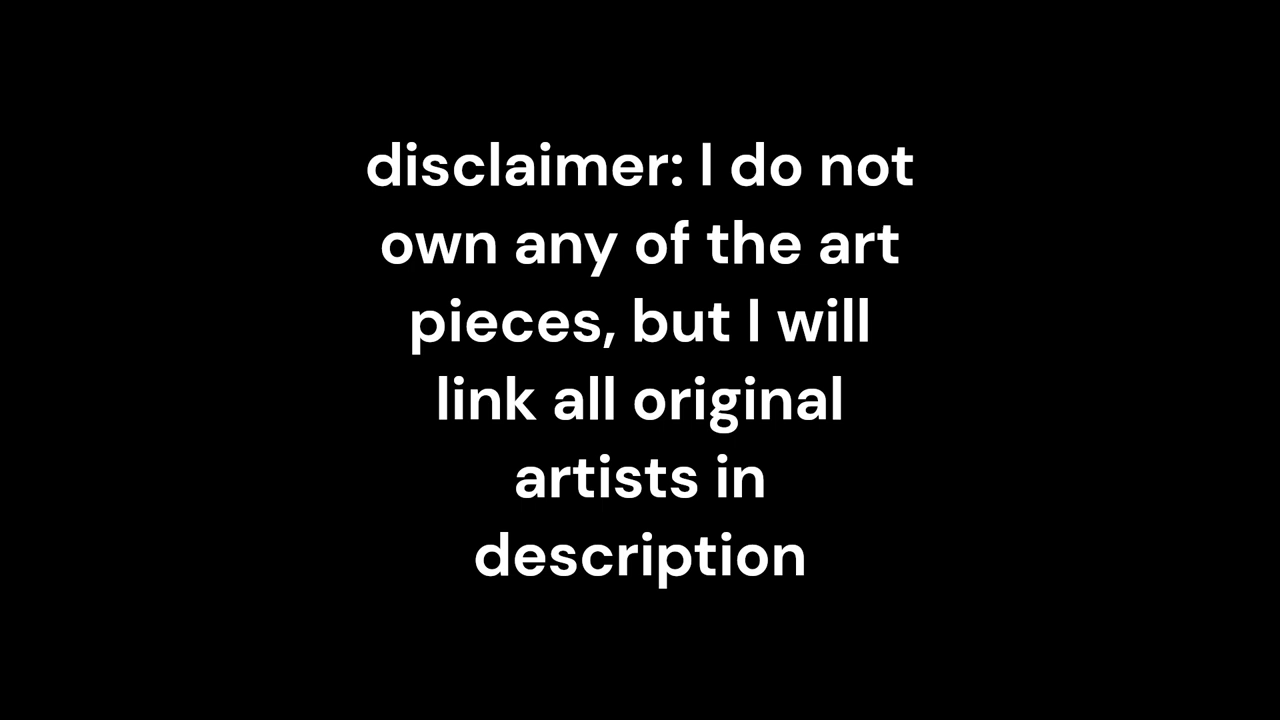 disclaimer: I do not
own any of the art
pieces, but I will
link all original
artists in
description